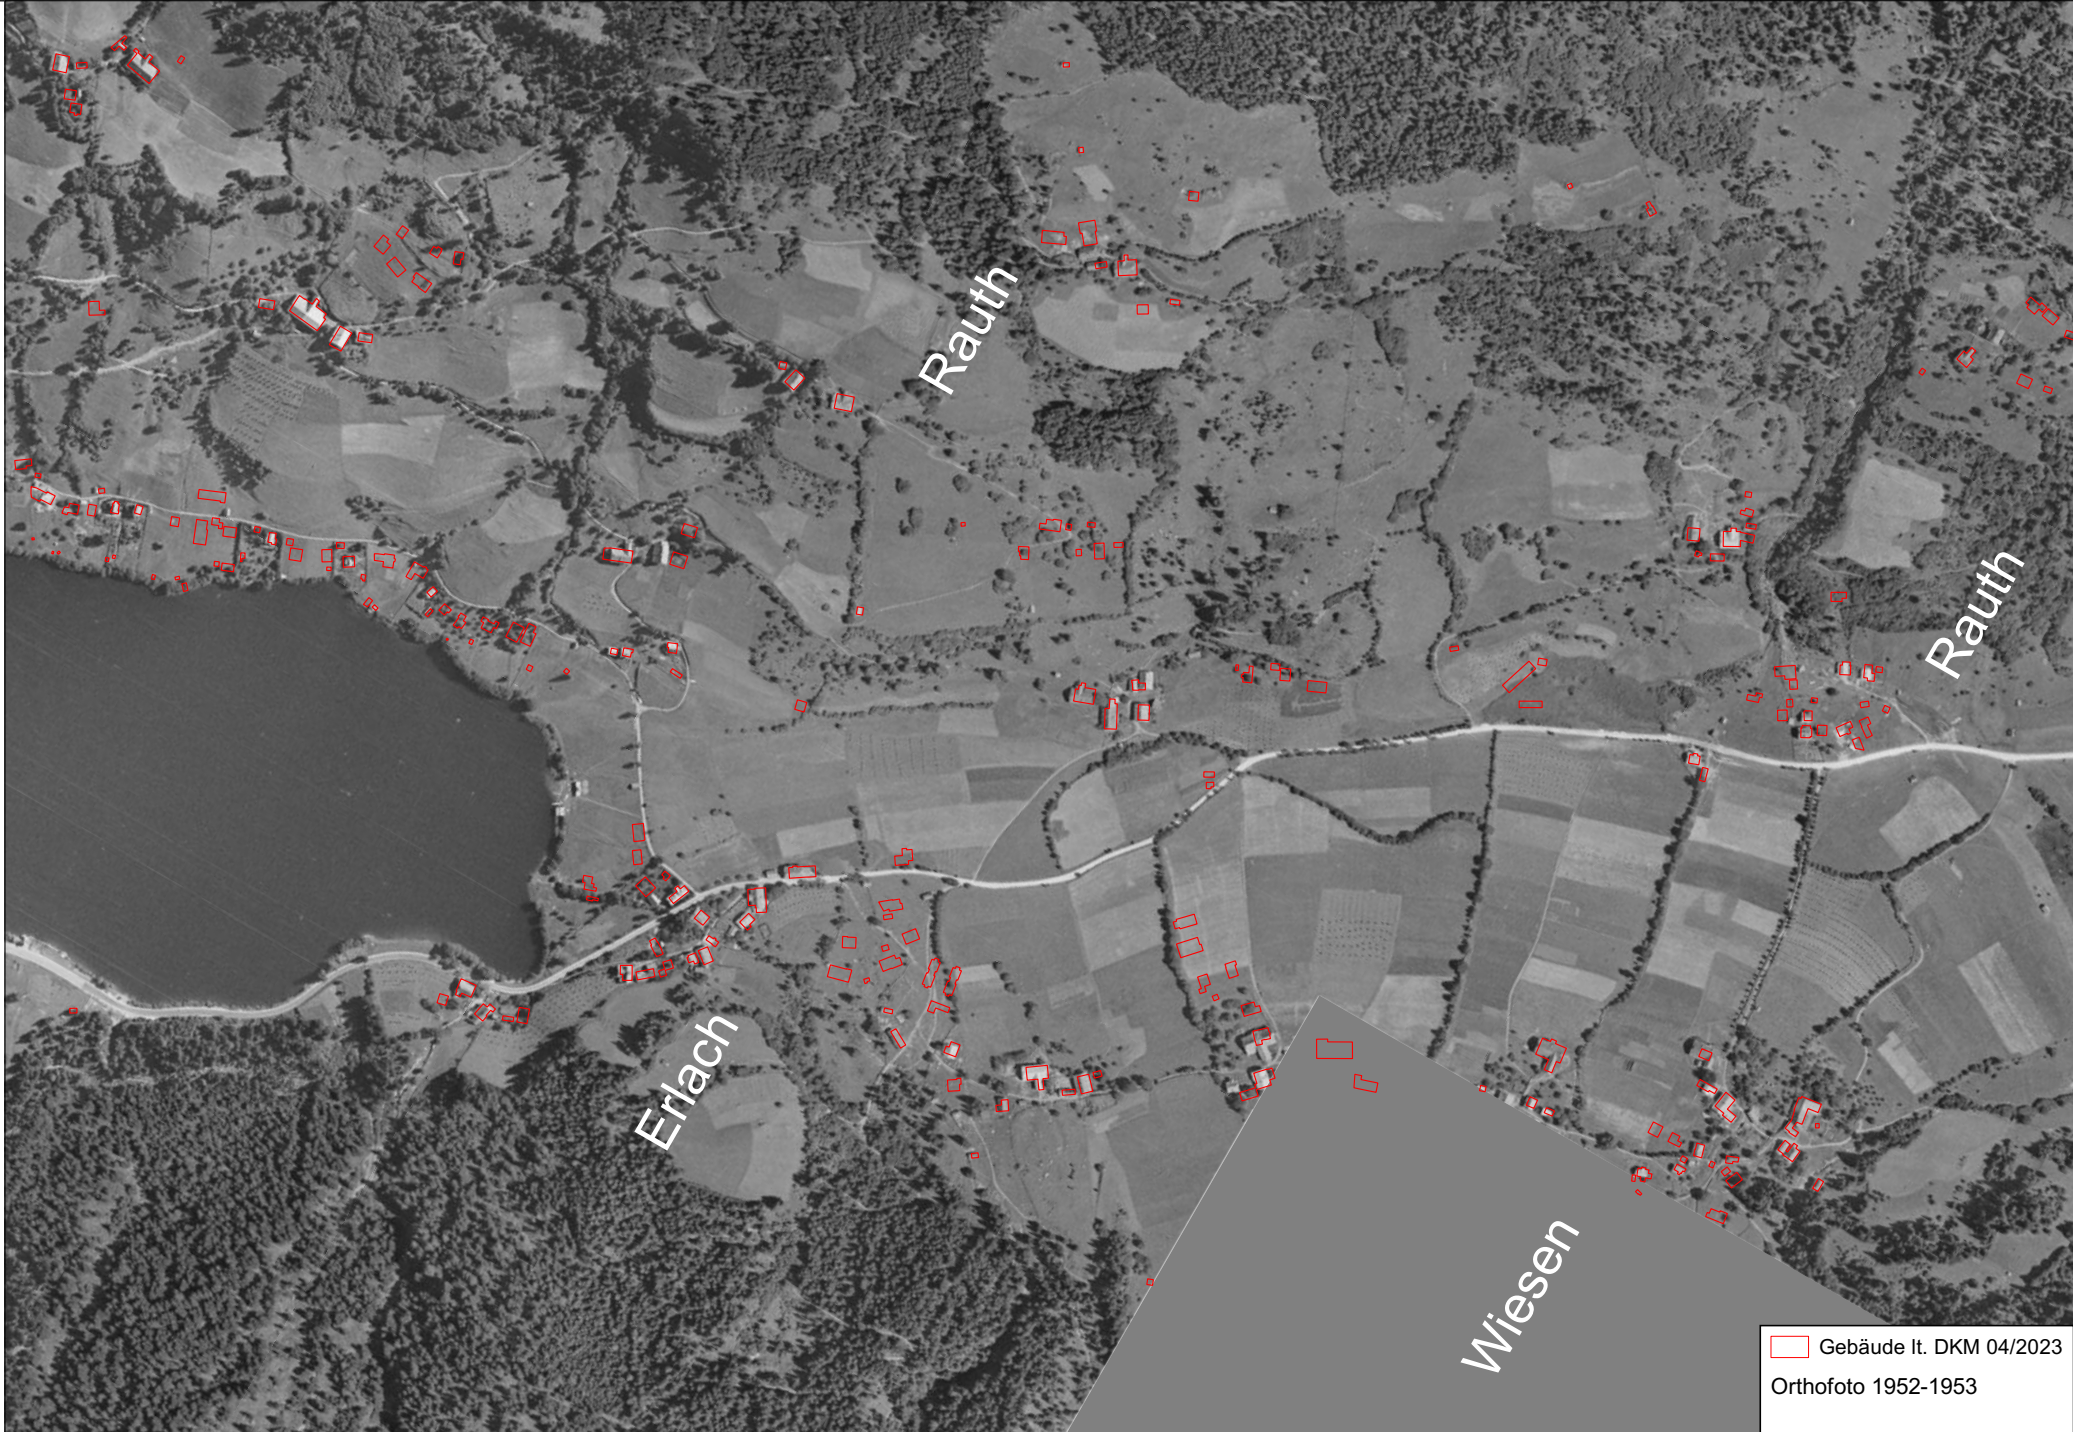 Rauth
Rauth
Erlach
Wiesen
Gebäude lt. DKM 04/2023
Orthofoto 1952-1953